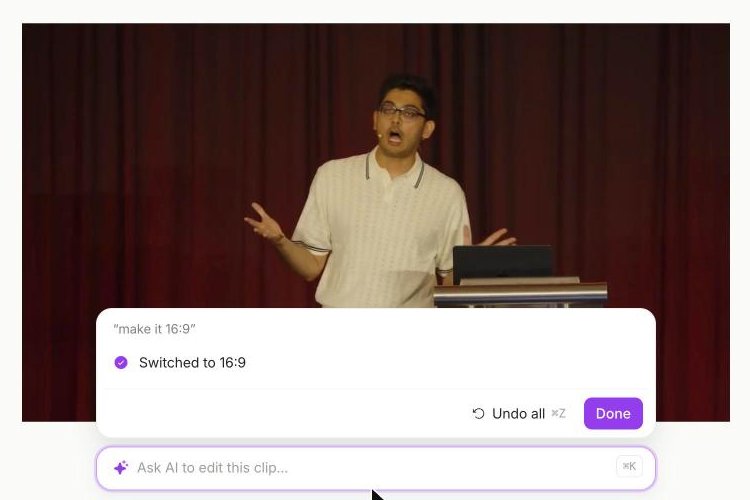 "make it 16:9"
Switched to 16:9
Undo all ⌘Z Done
Ask AI to edit this clip... ⌘K